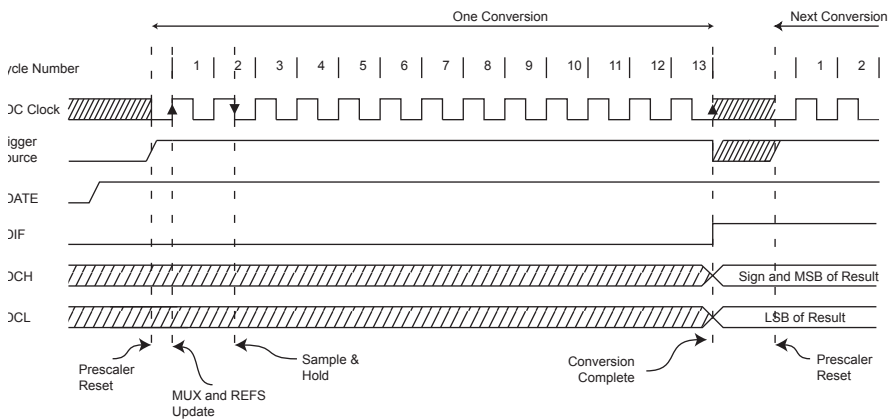 One Conversion
Next Conversion
ycle Number 1 2 3 4 5 6 7 8 9 10 11 12 13 1 2
DC Clock
rigger
ource
DATE
DIF
DCH
Sign and MSB of Result
DCL
LSB of Result
Prescaler
Reset
MUX and REFS
Update
Sample &
Hold
Conversion
Complete
Prescaler
Reset